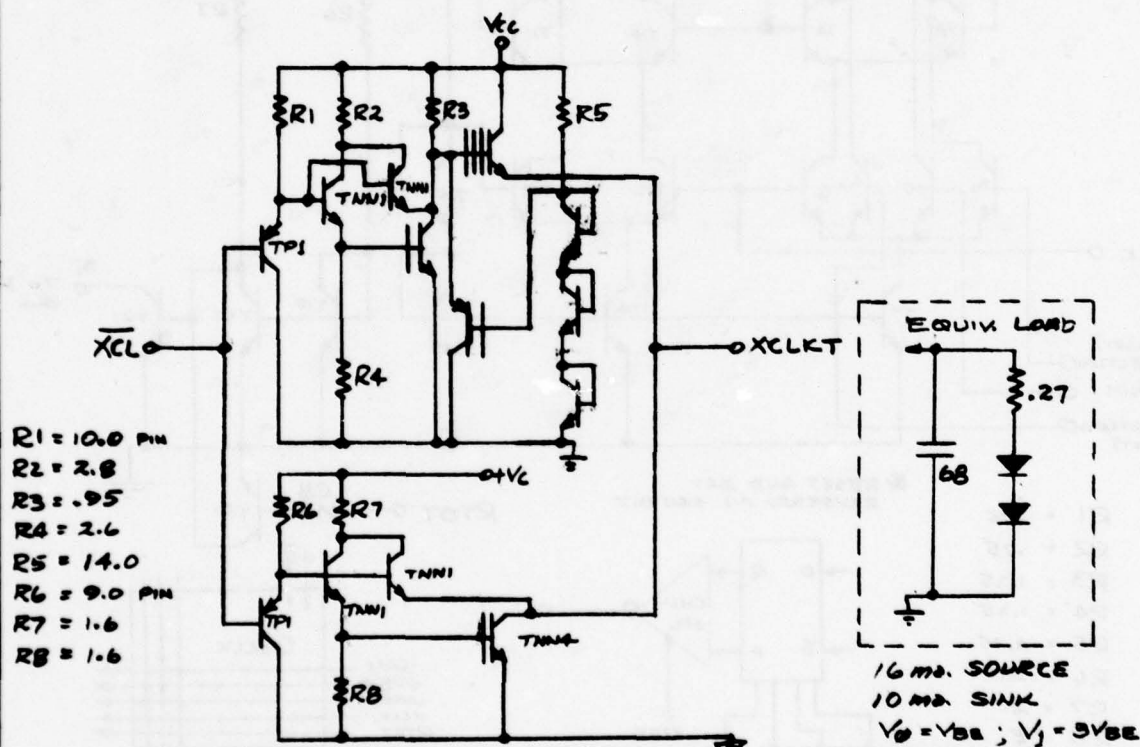 Vcc
R1
R2
R3
R5
TNN1
TNN1
TP1
X̅C̅L̅
XCLKT
R4
EQUIV. LOAD
.27
68
+Vc
R6
R7
TNN1
TNN1
TP1
TNN4
R8
R1 = 10.0 PIN
R2 = 2.8
R3 = .95
R4 = 2.6
R5 = 14.0
R6 = 9.0 PIN
R7 = 1.6
R8 = 1.6
16 ma. SOURCE
10 ma. SINK
VØ = VBE ; V1 = 3VBE